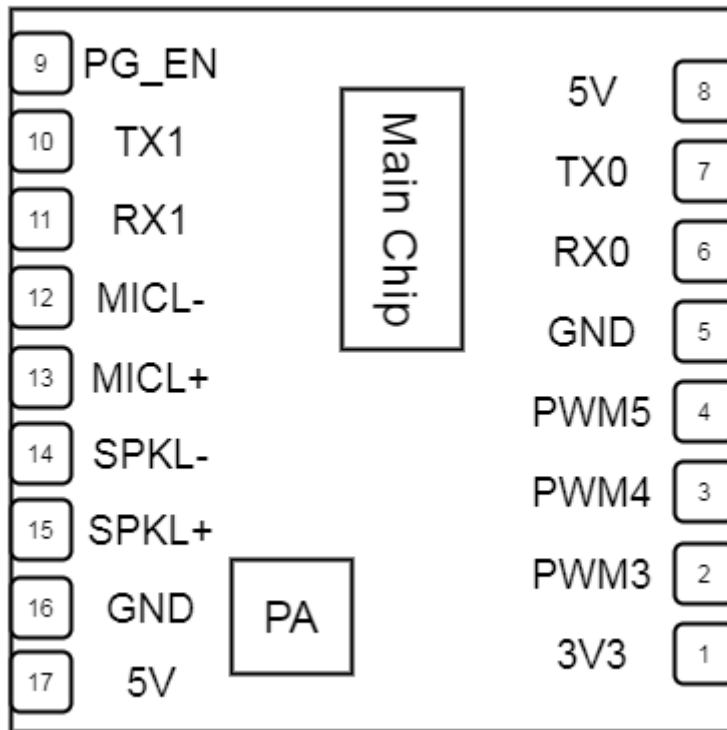 9 PG_EN
10 TX1
11 RX1
12 MICL-
13 MICL+
14 SPKL-
15 SPKL+
16 GND
17 5V
Main Chip
PA
5V 8
TX0 7
RX0 6
GND 5
PWM5 4
PWM4 3
PWM3 2
3V3 1